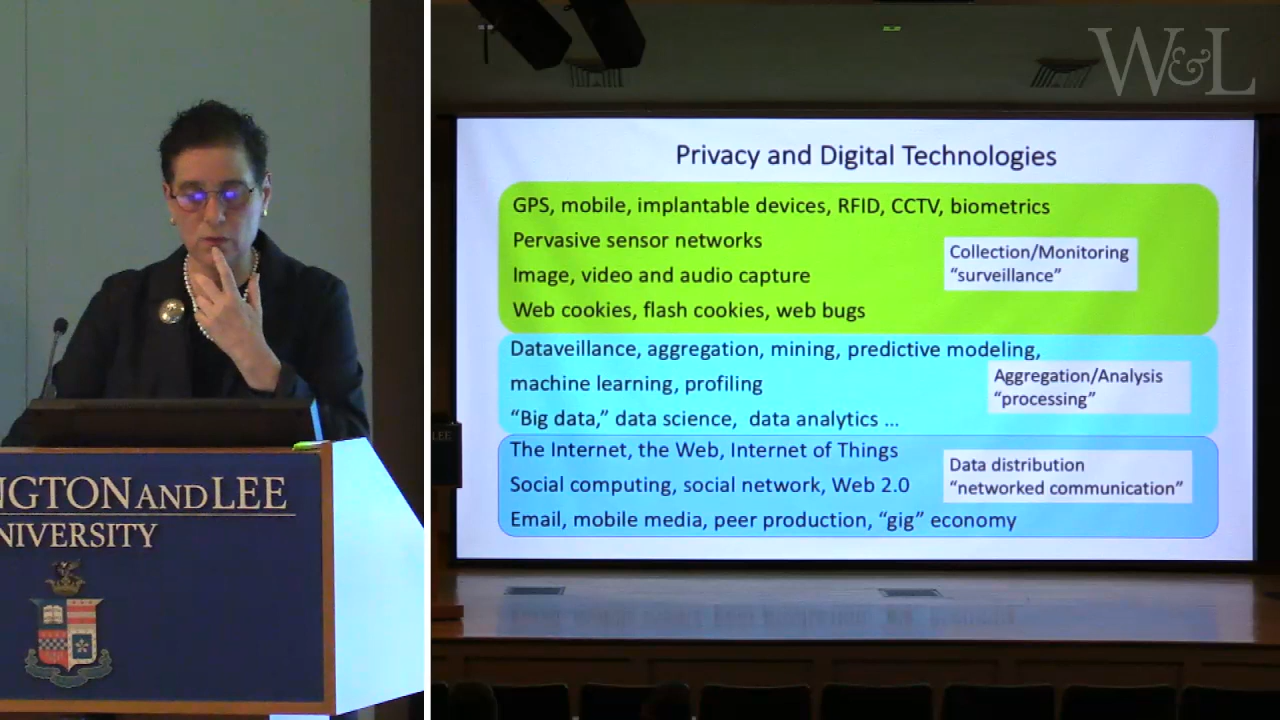 NGTON AND LEE
NIVERSITY
W&L
Privacy and Digital Technologies
GPS, mobile, implantable devices, RFID, CCTV, biometrics
Pervasive sensor networks
Image, video and audio capture
Web cookies, flash cookies, web bugs
Collection/Monitoring
“surveillance”
Dataveillance, aggregation, mining, predictive modeling,
machine learning, profiling
“Big data,” data science, data analytics ...
Aggregation/Analysis
“processing”
The Internet, the Web, Internet of Things
Social computing, social network, Web 2.0
Email, mobile media, peer production, “gig” economy
Data distribution
“networked communication”
LEE